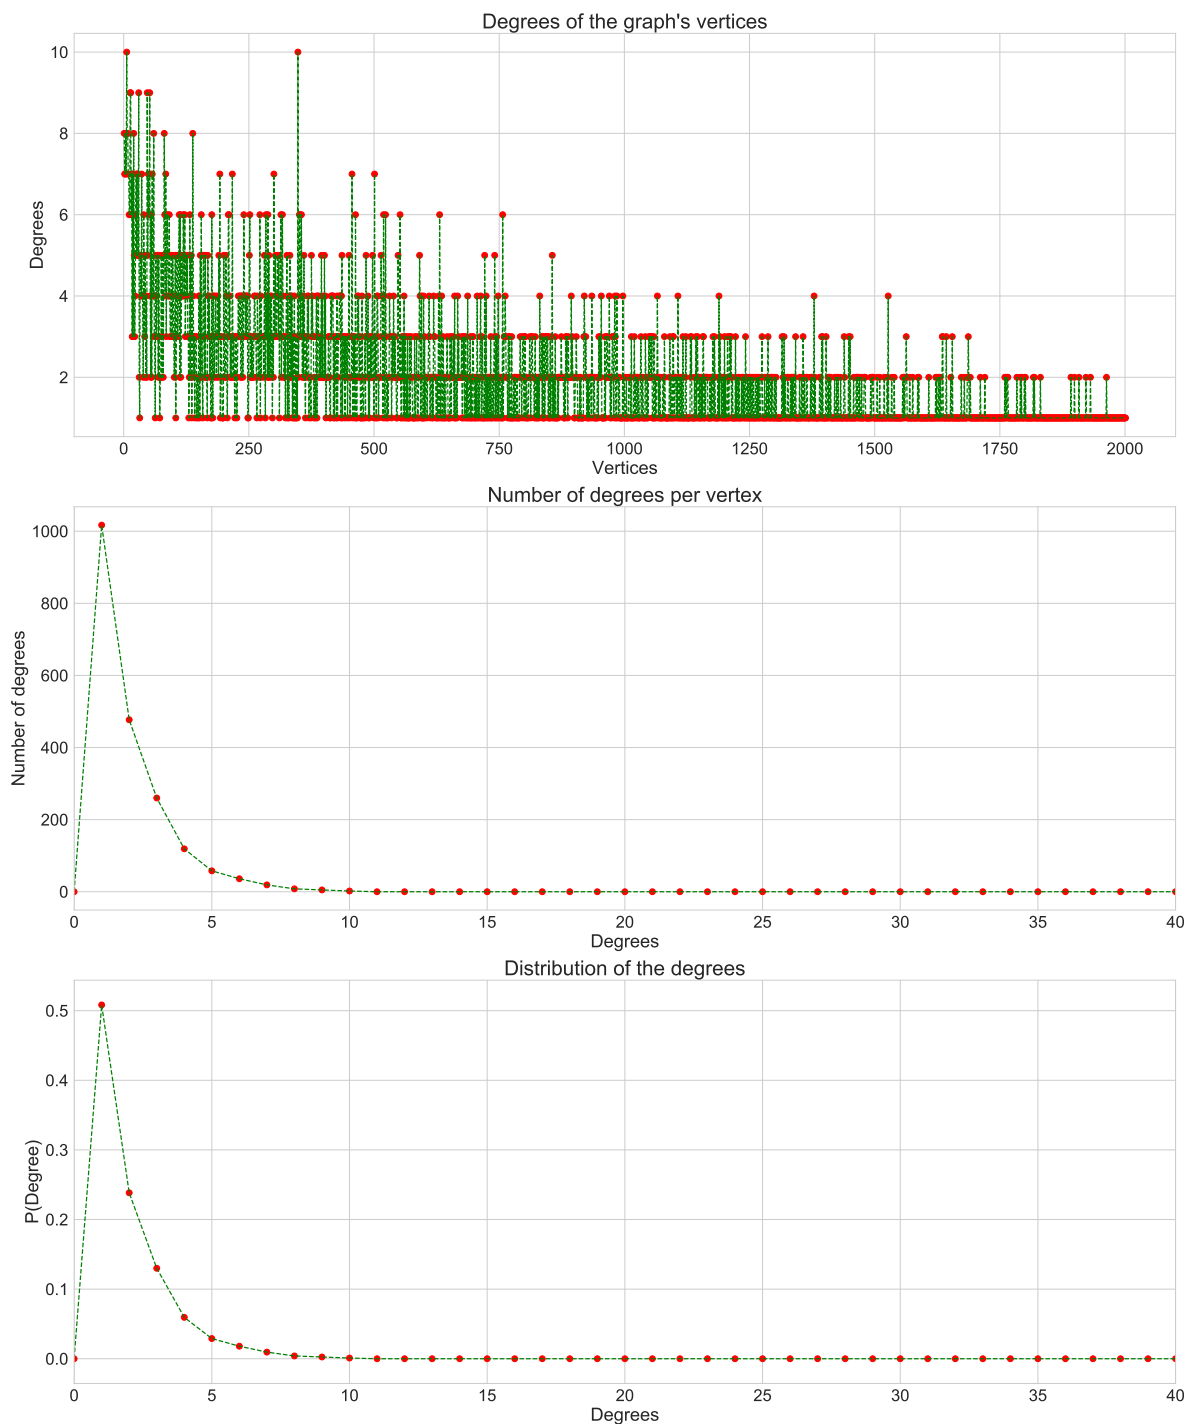 Degrees of the graph's vertices
Degrees
10
8
6
4
2
0 250 500 750 1000 1250 1500 1750 2000
Vertices
Number of degrees per vertex
Number of degrees
1000
800
600
400
200
0
0 5 10 15 20 25 30 35 40
Degrees
Distribution of the degrees
P(Degree)
0.5
0.4
0.3
0.2
0.1
0.0
0 5 10 15 20 25 30 35 40
Degrees